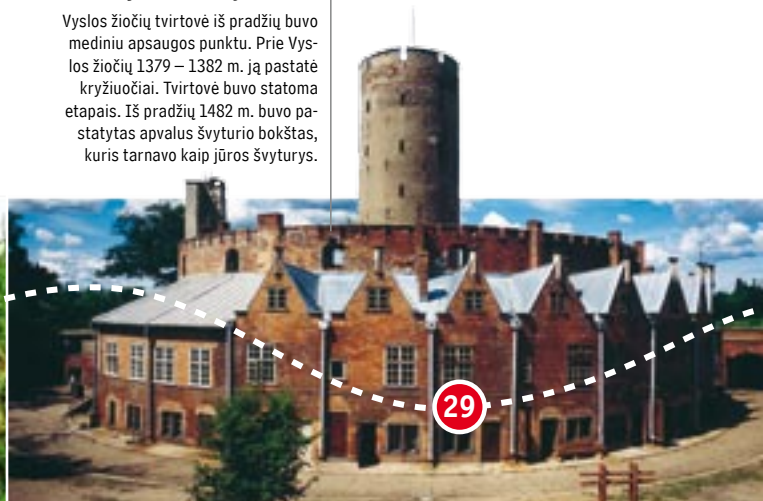 Vyslos žiočių tvirtovė iš pradžių buvo
mediniu apsaugos punktu. Prie Vys-
los žiočių 1379 – 1382 m. ją pastatė
kryžiuočiai. Tvirtovė buvo statoma
etapais. Iš pradžių 1482 m. buvo pa-
statytas apvalus švyturio bokštas,
kuris tarnavo kaip jūros švyturys.
29